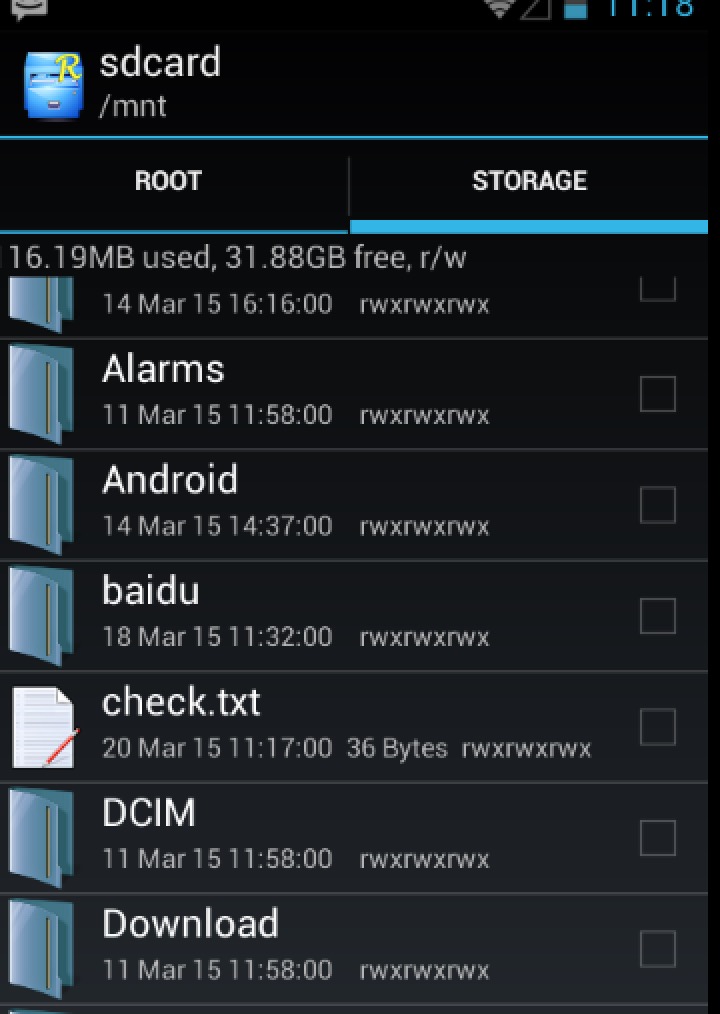 11:18
R
sdcard
/mnt
ROOT
STORAGE
116.19MB used, 31.88GB free, r/w
14 Mar 15 16:16:00 rwxrwxrwx
Alarms
11 Mar 15 11:58:00 rwxrwxrwx
Android
14 Mar 15 14:37:00 rwxrwxrwx
baidu
18 Mar 15 11:32:00 rwxrwxrwx
check.txt
20 Mar 15 11:17:00 36 Bytes rwxrwxrwx
DCIM
11 Mar 15 11:58:00 rwxrwxrwx
Download
11 Mar 15 11:58:00 rwxrwxrwx